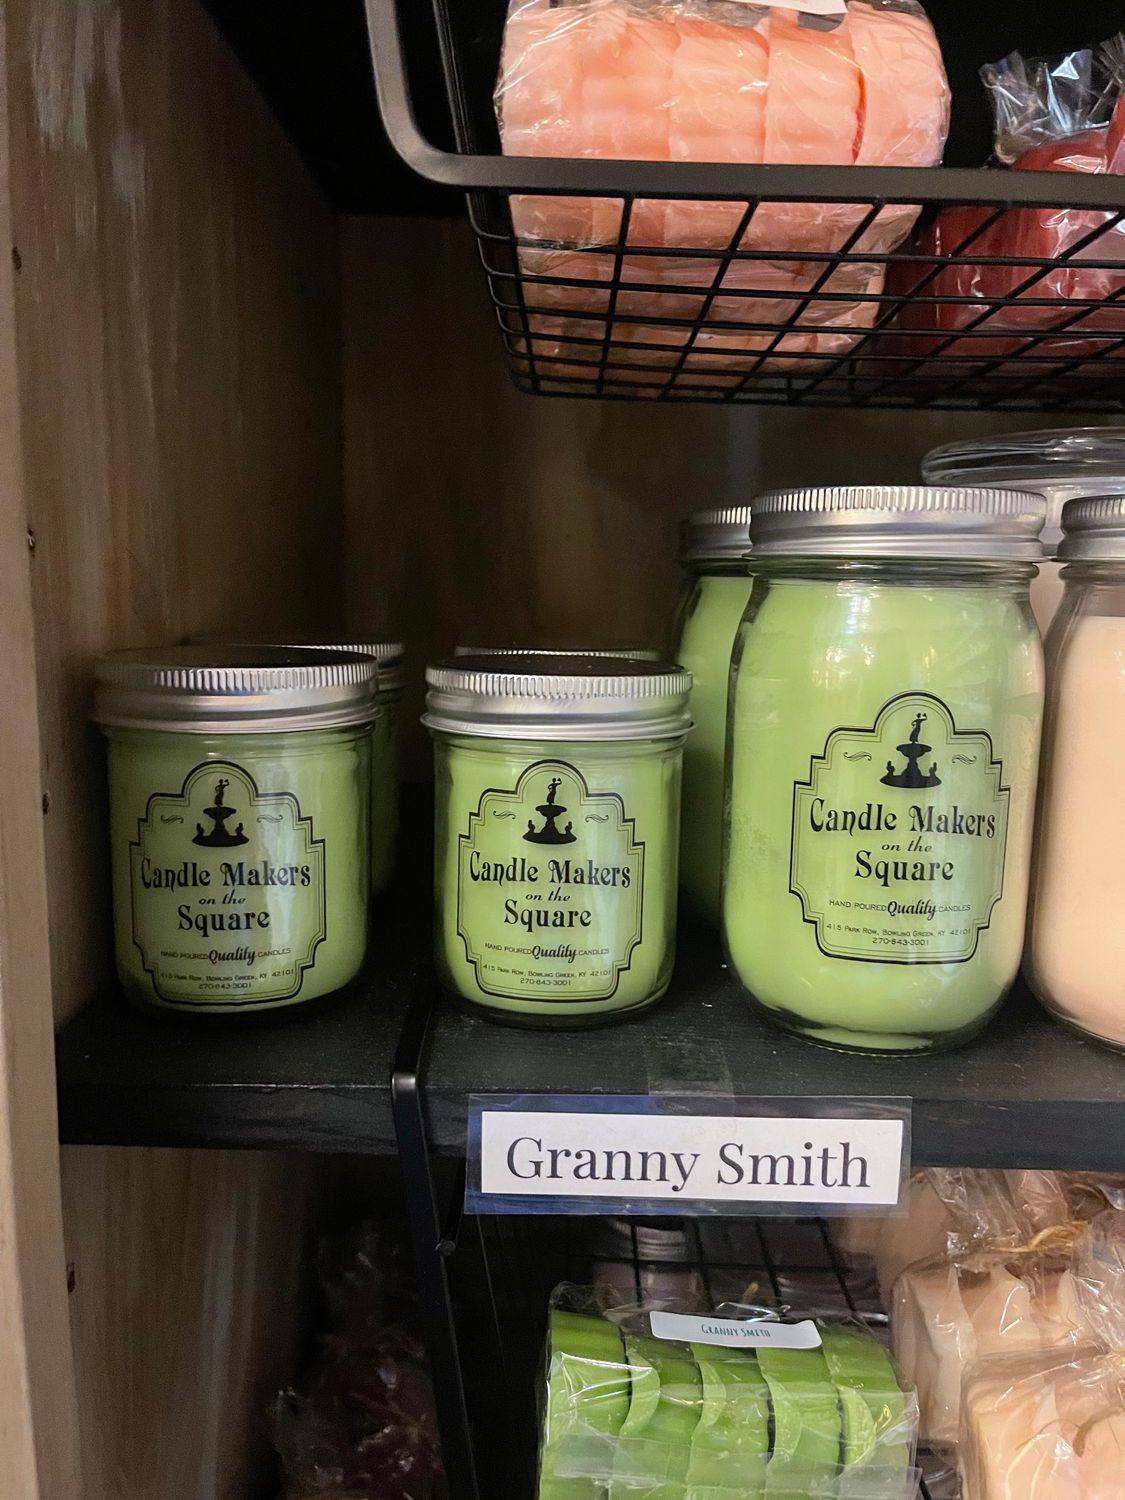 Candle Makers
on the
Square
HAND POURED Quality CANDLES
415 Park Row, Bowling Green, KY 42101
270-843-3001
Candle Makers
on the
Square
HAND POURED Quality CANDLES
415 Park Row, Bowling Green, KY 42101
270-843-3001
Candle Makers
on the
Square
HAND POURED Quality CANDLES
415 Park Row, Bowling Green, KY 42101
270-843-3001
Granny Smith
GRANNY SMITH